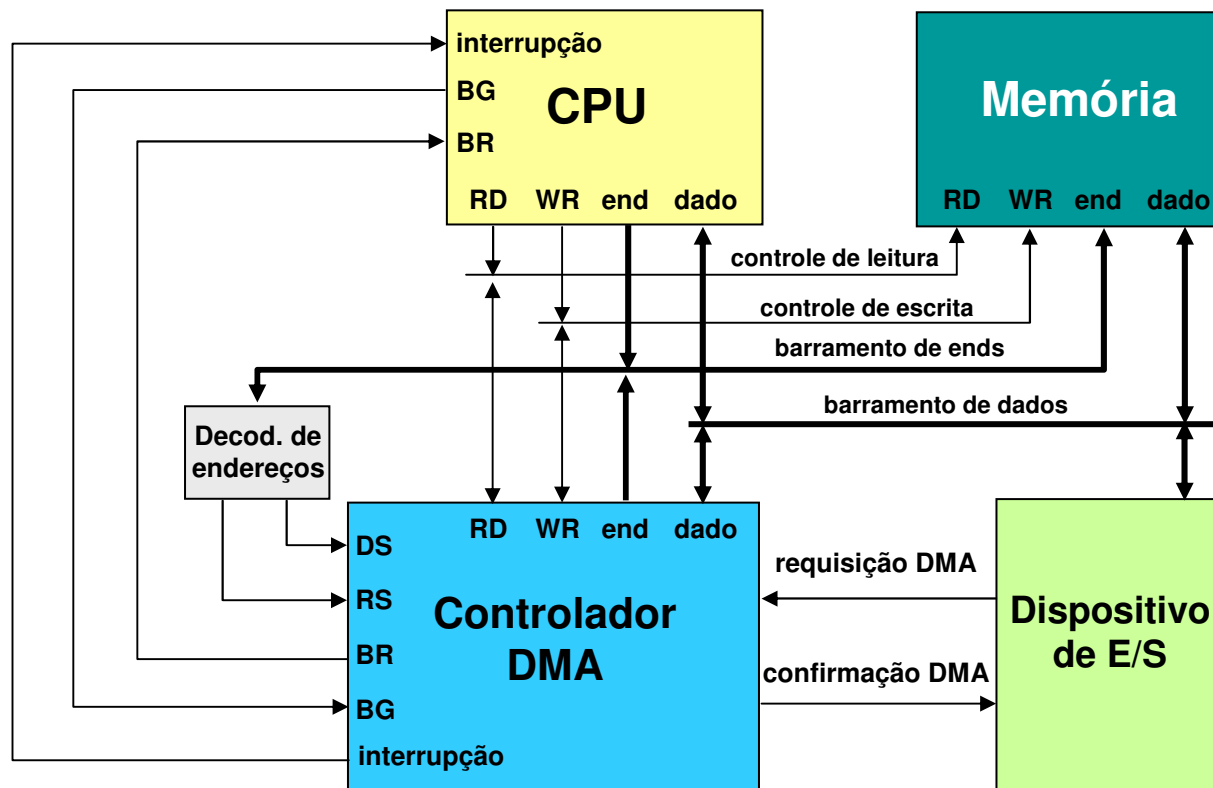 interrupção
BG
CPU
BR
RD WR end dado
Memória
RD WR end dado
controle de leitura
controle de escrita
barramento de ends
barramento de dados
Decod. de
endereços
RD WR end dado
DS
RS
Controlador
DMA
BR
BG
interrupção
requisição DMA
confirmação DMA
Dispositivo
de E/S